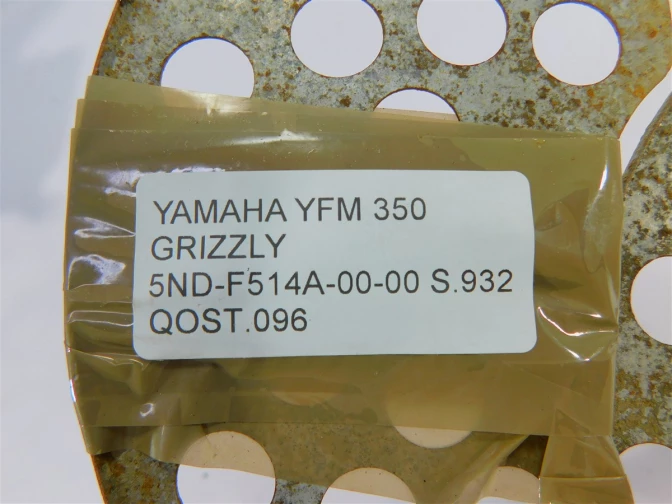 YAMAHA YFM 350
GRIZZLY
5ND-F514A-00-00 S.932
QOST.096